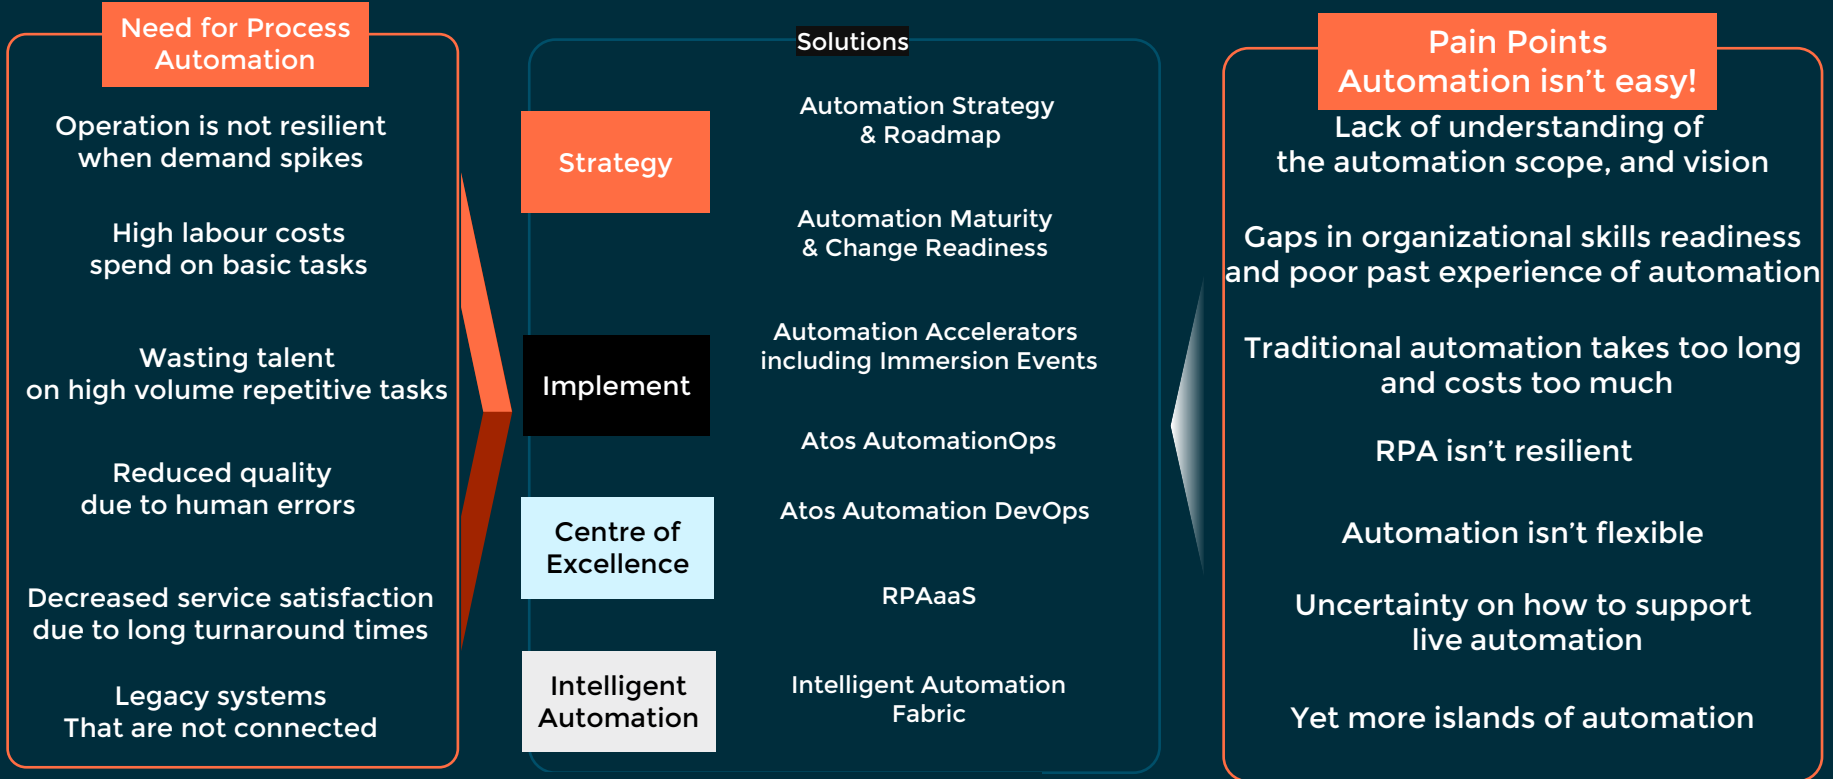 Need for Process
Automation
Operation is not resilient
when demand spikes
High labour costs
spend on basic tasks
Wasting talent
on high volume repetitive tasks
Reduced quality
due to human errors
Decreased service satisfaction
due to long turnaround times
Legacy systems
That are not connected
Solutions
Strategy
Automation Strategy
& Roadmap
Automation Maturity
& Change Readiness
Implement
Automation Accelerators
including Immersion Events
Atos AutomationOps
Centre of
Excellence
Atos Automation DevOps
RPAaaS
Intelligent
Automation
Intelligent Automation
Fabric
Pain Points
Automation isn’t easy!
Lack of understanding of
the automation scope, and vision
Gaps in organizational skills readiness
and poor past experience of automation
Traditional automation takes too long
and costs too much
RPA isn’t resilient
Automation isn’t flexible
Uncertainty on how to support
live automation
Yet more islands of automation